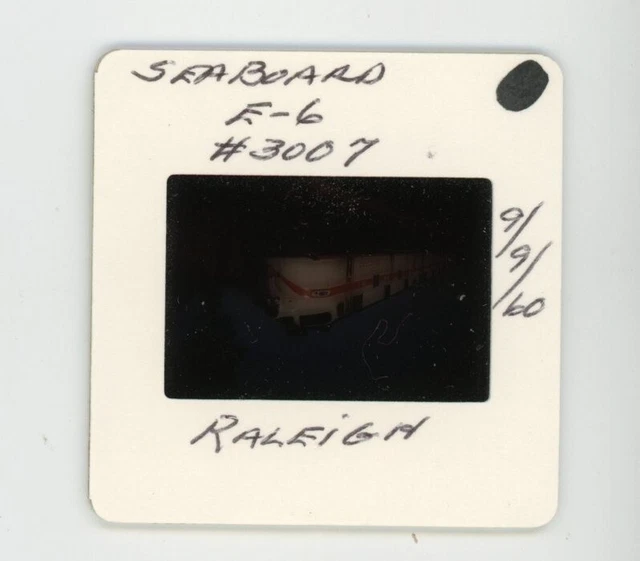 SEABOARD
E-6
#3007
9/
9/
60
RALEIGH